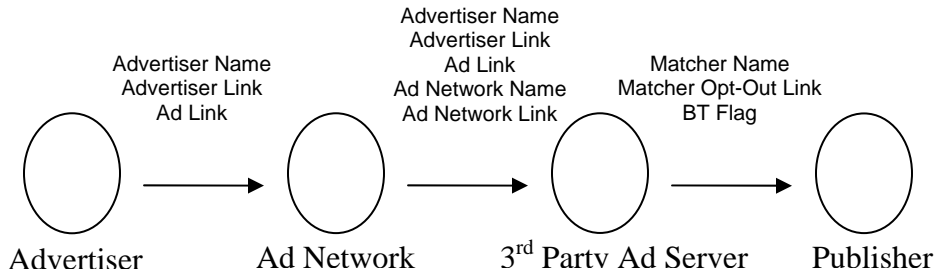 Advertiser Name
Advertiser Link
Ad Link
Advertiser Name
Advertiser Link
Ad Link
Ad Network Name
Ad Network Link
Matcher Name
Matcher Opt-Out Link
BT Flag
Advertiser
Ad Network
3rd Party Ad Server
Publisher